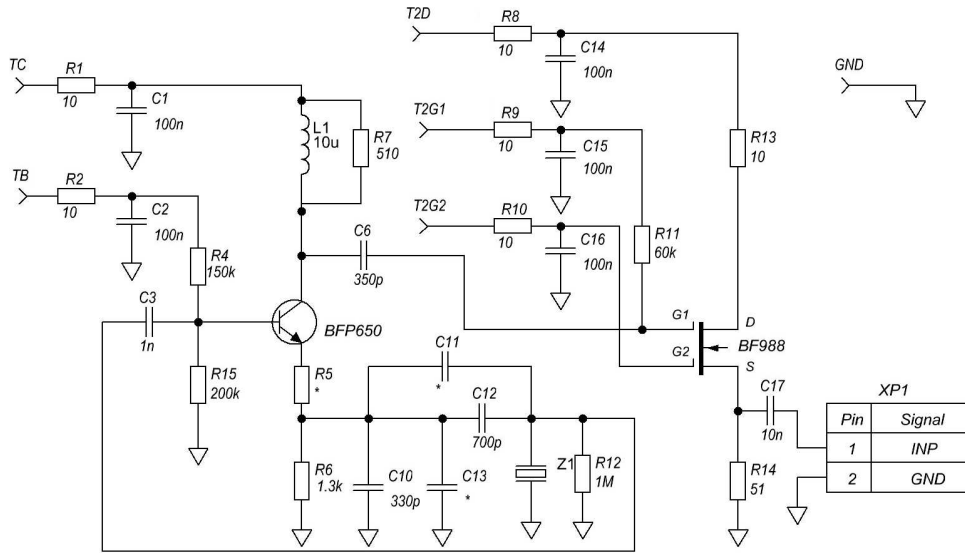 T2D
R8
10
C14
100n
TC
R1
10
C1
100n
GND
L1
10u
R7
510
T2G1
R9
10
C15
100n
R13
10
TB
R2
10
C2
100n
T2G2
R10
10
C16
100n
R11
60k
R4
150k
C6
350p
C3
1n
BFP650
G1
D
G2
S
BF988
R15
200k
R5
*
C11
*
C12
700p
C17
10n
XP1
Pin Signal
1 INP
2 GND
R6
1.3k
C10
330p
C13
*
Z1
R12
1M
R14
51